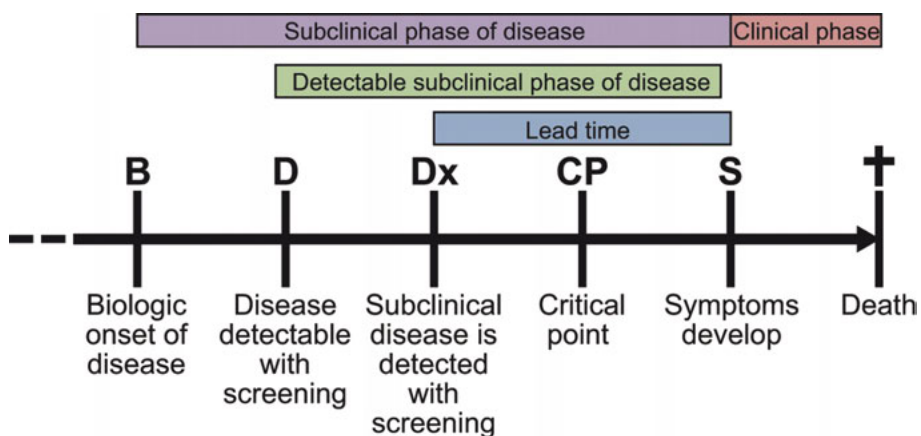 Subclinical phase of disease
Clinical phase
Detectable subclinical phase of disease
Lead time
B
D
Dx
CP
S
Biologic
onset of
disease
Disease
detectable
with
screening
Subclinical
disease is
detected
with
screening
Critical
point
Symptoms
develop
Death